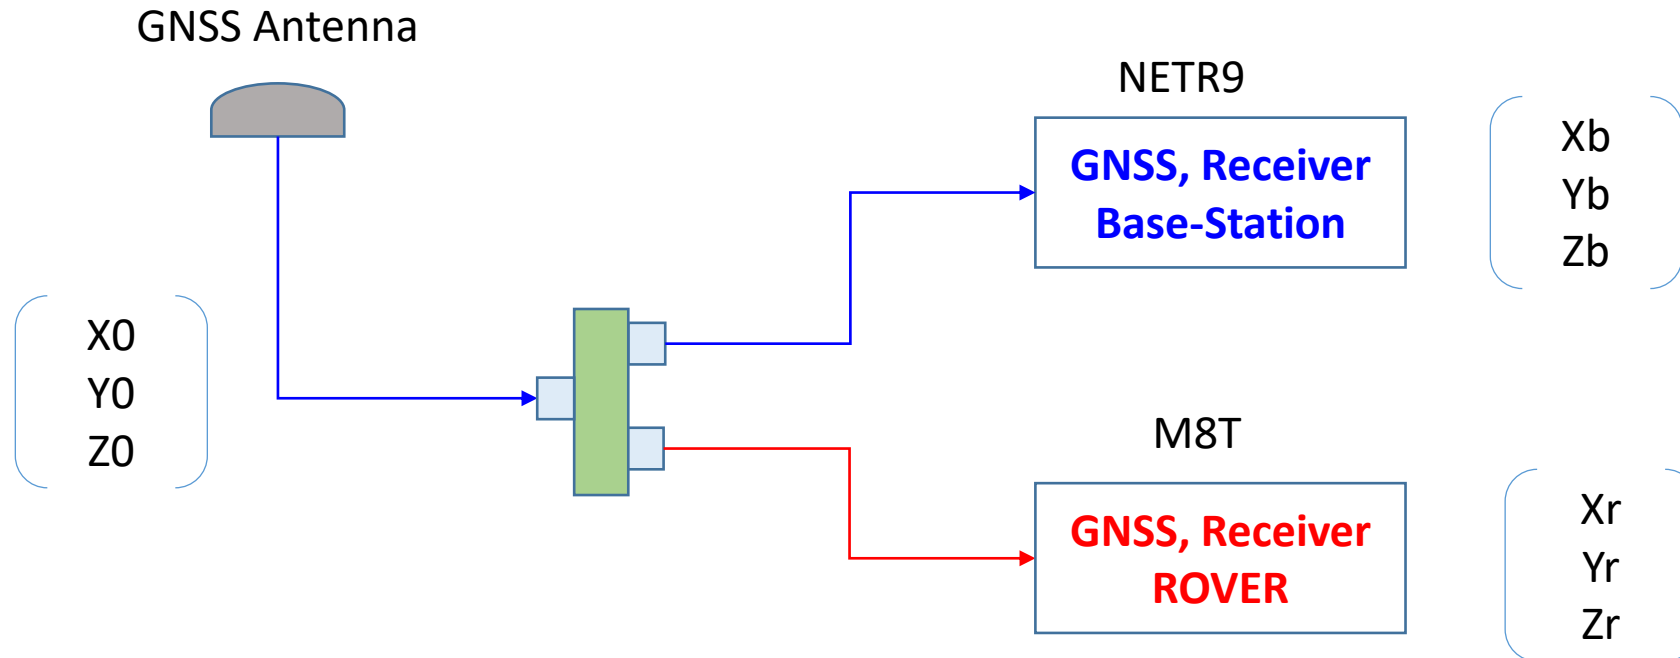 GNSS Antenna
X0
Y0
Z0
NETR9
GNSS, Receiver
Base-Station
Xb
Yb
Zb
M8T
GNSS, Receiver
ROVER
Xr
Yr
Zr